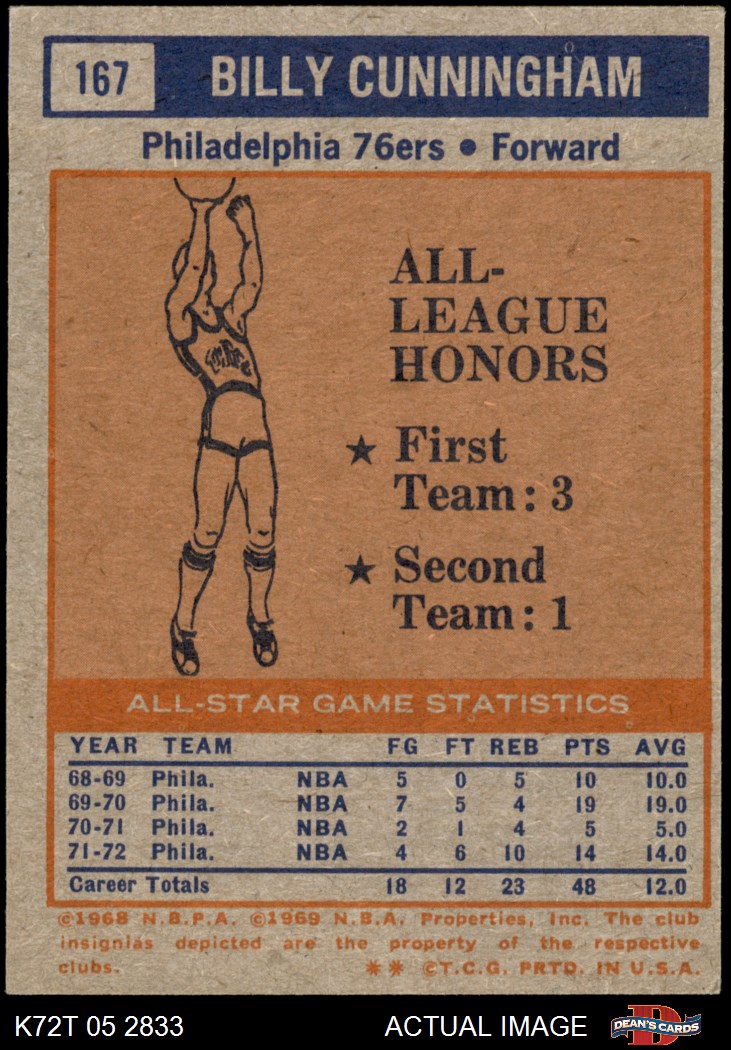 167 BILLY CUNNINGHAM
Philadelphia 76ers • Forward
ALL-
LEAGUE
HONORS
★ First
Team: 3
★ Second
Team: 1
ALL-STAR GAME STATISTICS
YEAR TEAM FG FT REB PTS AVG
68-69 Phila. NBA 5 0 5 10 10.0
69-70 Phila. NBA 7 5 4 19 19.0
70-71 Phila. NBA 2 1 4 5 5.0
71-72 Phila. NBA 4 6 10 14 14.0
Career Totals 18 12 23 48 12.0
©1968 N.B.P.A. ©1969 N.B.A. Properties, Inc. The club
insignias depicted are the property of the respective
clubs. ** ©T.C.G. PRTD. IN U.S.A.
K72T 05 2833 ACTUAL IMAGE DEAN'S CARDS